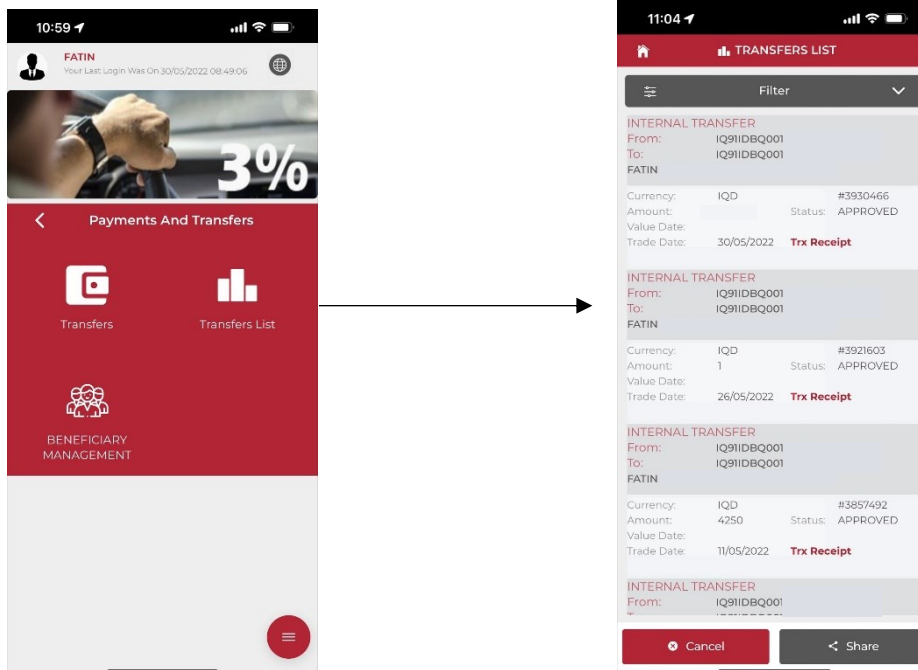 10:59
FATIN
Your Last Login Was On 30/05/2022 08:49:06
3%
Payments And Transfers
Transfers
Transfers List
BENEFICIARY
MANAGEMENT
11:04
TRANSFERS LIST
Filter
INTERNAL TRANSFER
From: IQ91IDBQ001
To: IQ91IDBQ001
FATIN
Currency: IQD #3930466
Amount: Status: APPROVED
Value Date:
Trade Date: 30/05/2022 Trx Receipt
INTERNAL TRANSFER
From: IQ91IDBQ001
To: IQ91IDBQ001
FATIN
Currency: IQD #3921603
Amount: 1 Status: APPROVED
Value Date:
Trade Date: 26/05/2022 Trx Receipt
INTERNAL TRANSFER
From: IQ91IDBQ001
To: IQ91IDBQ001
FATIN
Currency: IQD #3857492
Amount: 4250 Status: APPROVED
Value Date:
Trade Date: 11/05/2022 Trx Receipt
INTERNAL TRANSFER
From: IQ91IDBQ001
Cancel
Share